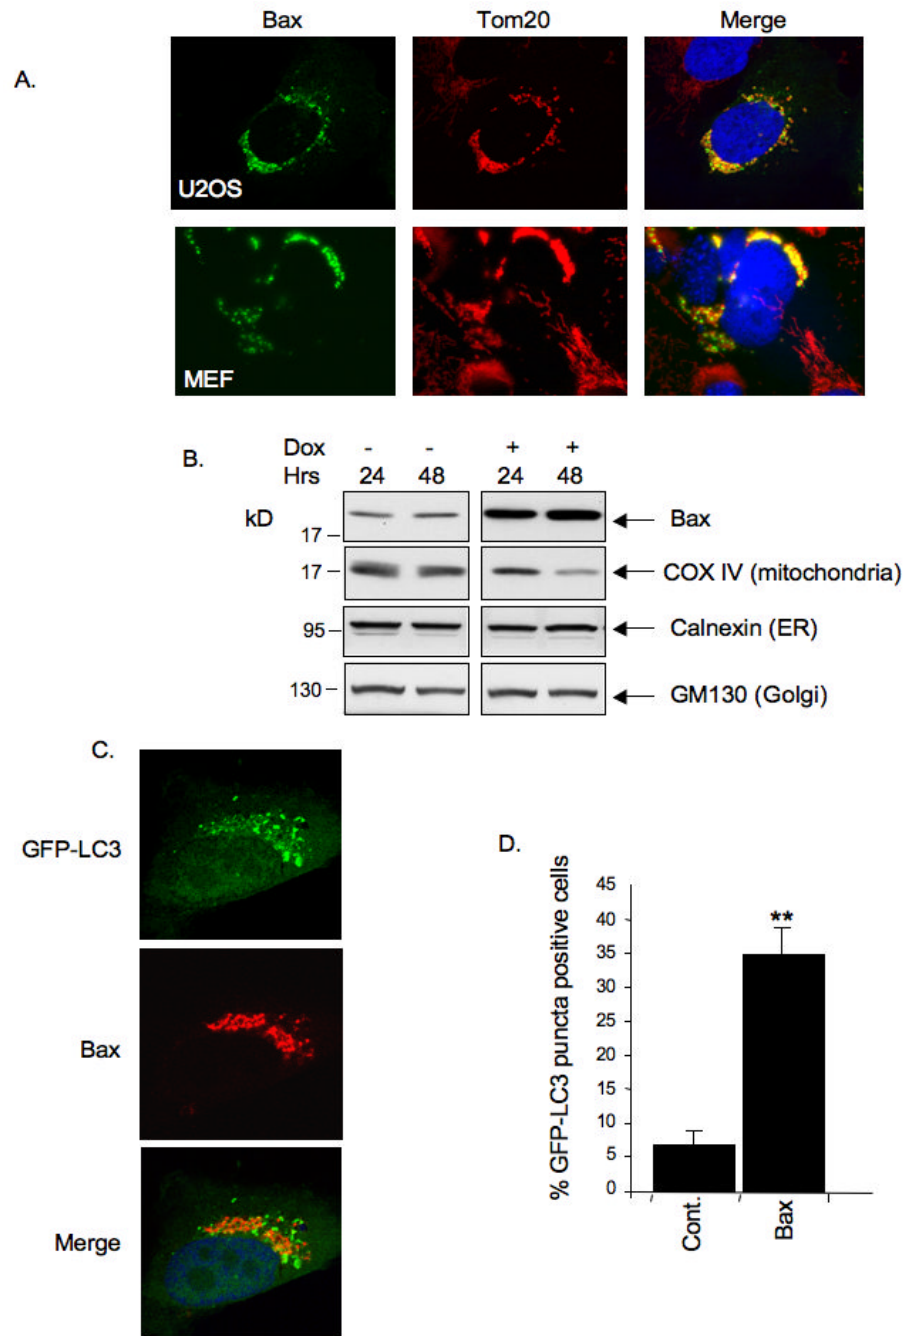 Bax Tom20 Merge
A.
U2OS
MEF
B.
Dox - - + +
Hrs 24 48 24 48
kD
17
Bax
17
COX IV (mitochondria)
95
Calnexin (ER)
130
GM130 (Golgi)
C.
GFP-LC3
Bax
Merge
D.
% GFP-LC3 puncta positive cells
45
40
35
30
25
20
15
10
5
0
**
Cont.
Bax